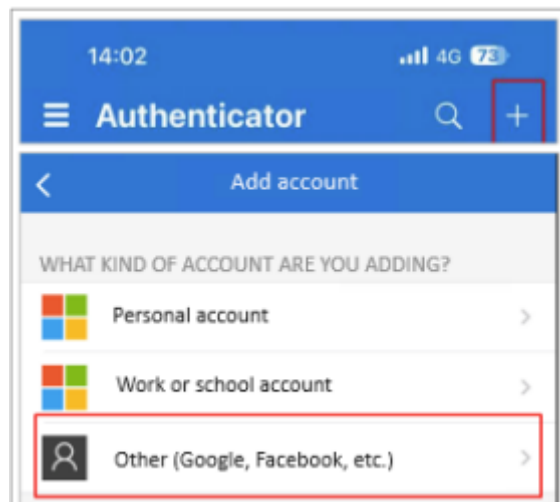 14:02 4G 73
Authenticator
Add account
WHAT KIND OF ACCOUNT ARE YOU ADDING?
Personal account
Work or school account
Other (Google, Facebook, etc.)